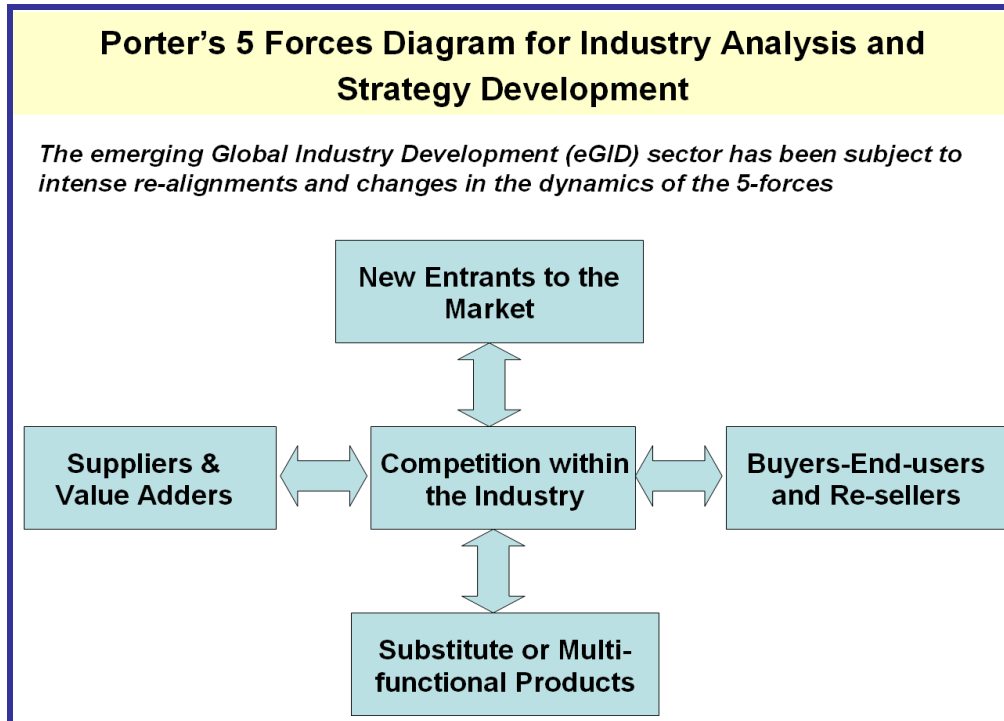 Porter's 5 Forces Diagram for Industry Analysis and
Strategy Development
The emerging Global Industry Development (eGID) sector has been subject to
intense re-alignments and changes in the dynamics of the 5-forces
New Entrants to the
Market
Suppliers &
Value Adders
Competition within
the Industry
Buyers-End-users
and Re-sellers
Substitute or Multi-
functional Products